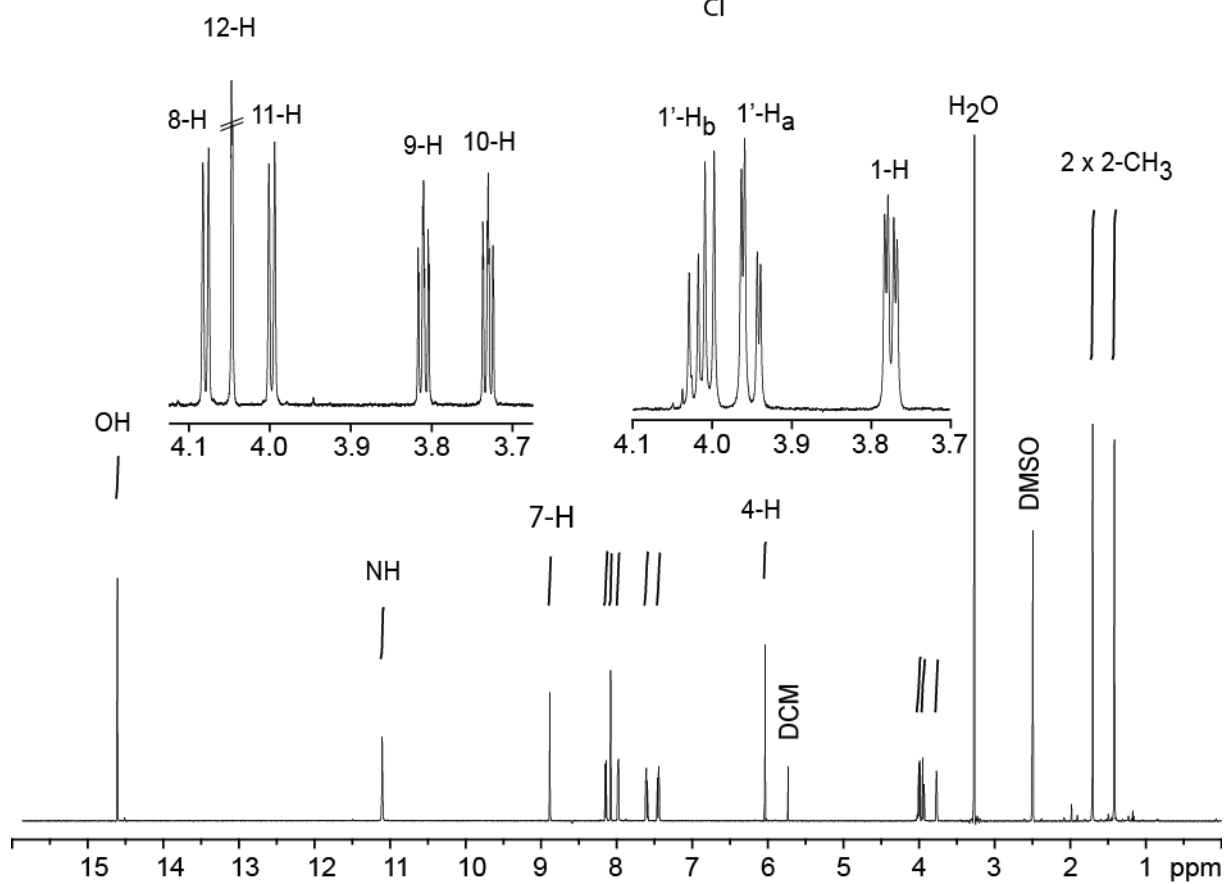 Cl
12-H
8-H
11-H
9-H
10-H
1'-Hb
1'-Ha
1-H
H2O
2 x 2-CH3
4.1 4.0 3.9 3.8 3.7
4.1 4.0 3.9 3.8 3.7
OH
NH
7-H
4-H
DCM
DMSO
15 14 13 12 11 10 9 8 7 6 5 4 3 2 1 ppm